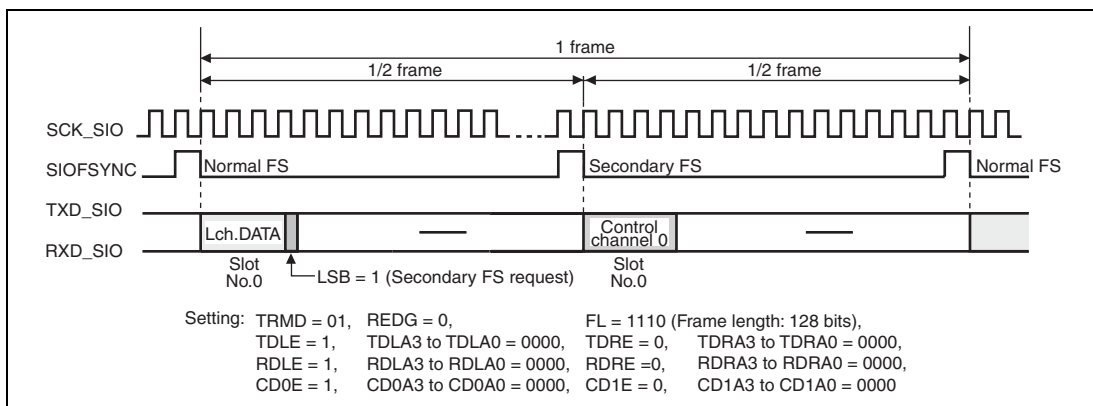 1 frame
1/2 frame 1/2 frame
SCK_SIO
SIOFSYNC Normal FS Secondary FS Normal FS
TXD_SIO
RXD_SIO Lch.DATA — Control channel 0 —
Slot No.0 LSB = 1 (Secondary FS request) Slot No.0
Setting: TRMD = 01, REDG = 0, FL = 1110 (Frame length: 128 bits),
TDLE = 1, TDLA3 to TDLA0 = 0000, TDRE = 0, TDRA3 to TDRA0 = 0000,
RDLE = 1, RDLA3 to RDLA0 = 0000, RDRE =0, RDRA3 to RDRA0 = 0000,
CD0E = 1, CD0A3 to CD0A0 = 0000, CD1E = 0, CD1A3 to CD1A0 = 0000